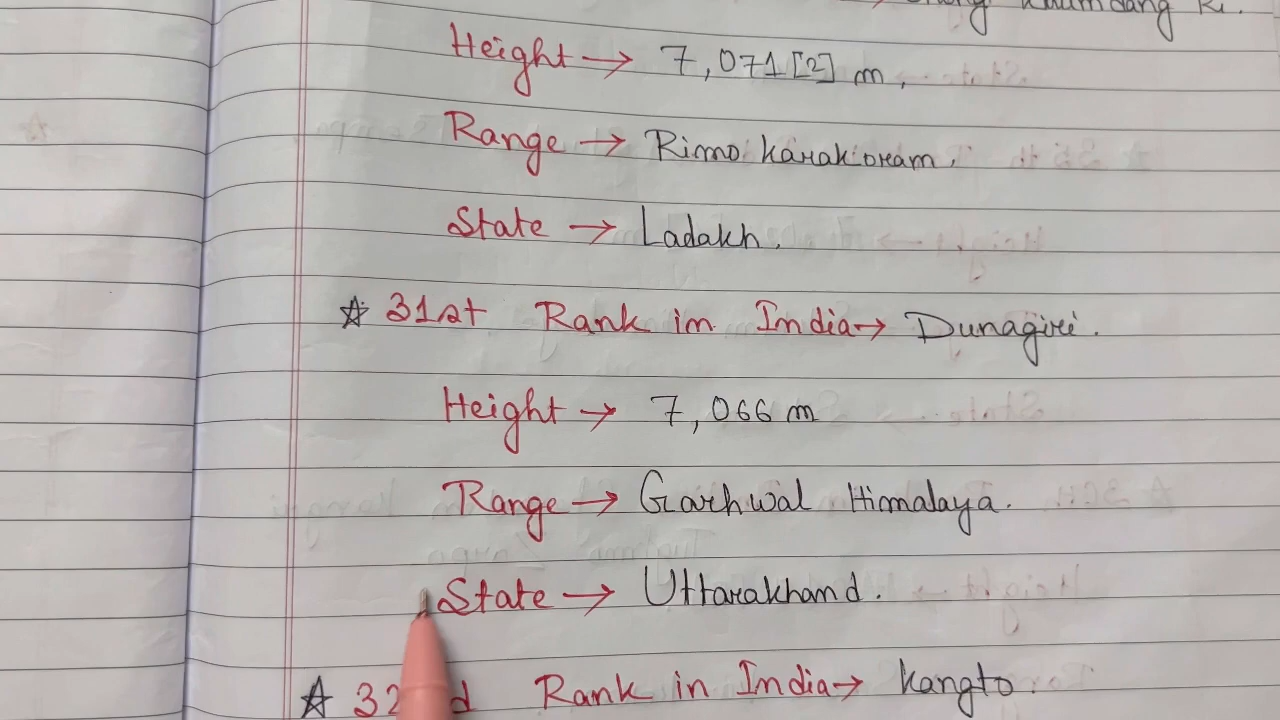 Height → 7,071[2] m,
Range → Rimo Karakoram,
State → Ladakh.
☆ 31st Rank in India → Dunagiri.
Height → 7,066 m
Range → Garhwal Himalaya.
State → Uttarakhand.
☆ 32 d Rank in India → Kangto.